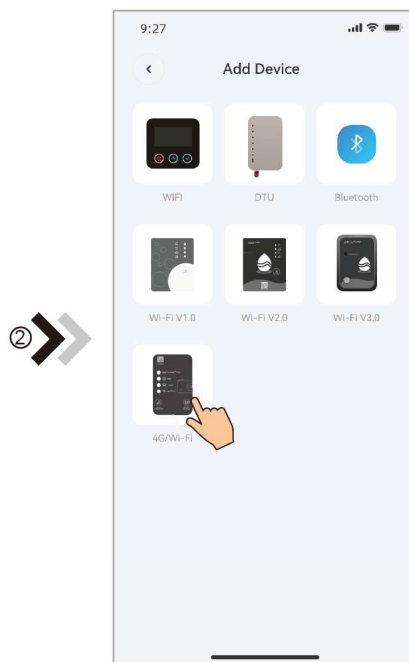 9:27
Add Device
WIFI
DTU
Bluetooth
Wi-Fi V1.0
Wi-Fi V2.0
Wi-Fi V3.0
②
4G/Wi-Fi